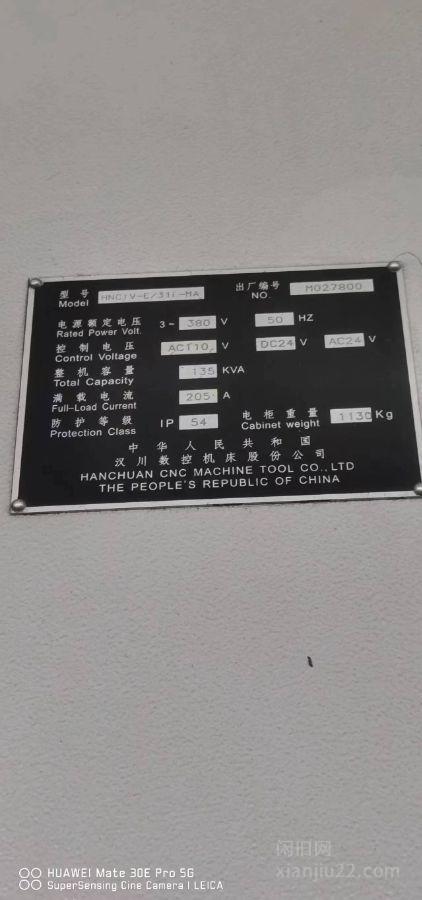 型号 出厂编号 M027800
Model NO.
电源额定电压 3~ 380 V 50 HZ
Rated Power Volt.
控制电压 AC110 V DC24 V AC24 V
Control Voltage
整机容量 135 KVA
Total Capacity
满载电流 205 A
Full-Load Current
防护等级 IP 54 电柜重量 1130 Kg
Protection Class Cabinet weight
中华人民共和国
汉川数控机床股份公司
HANCHUAN CNC MACHINE TOOL CO.,LTD
THE PEOPLE'S REPUBLIC OF CHINA
HUAWEI Mate 30E Pro 5G
SuperSensing Cine Camera | LEICA
闲旧网
xianjiu22.com